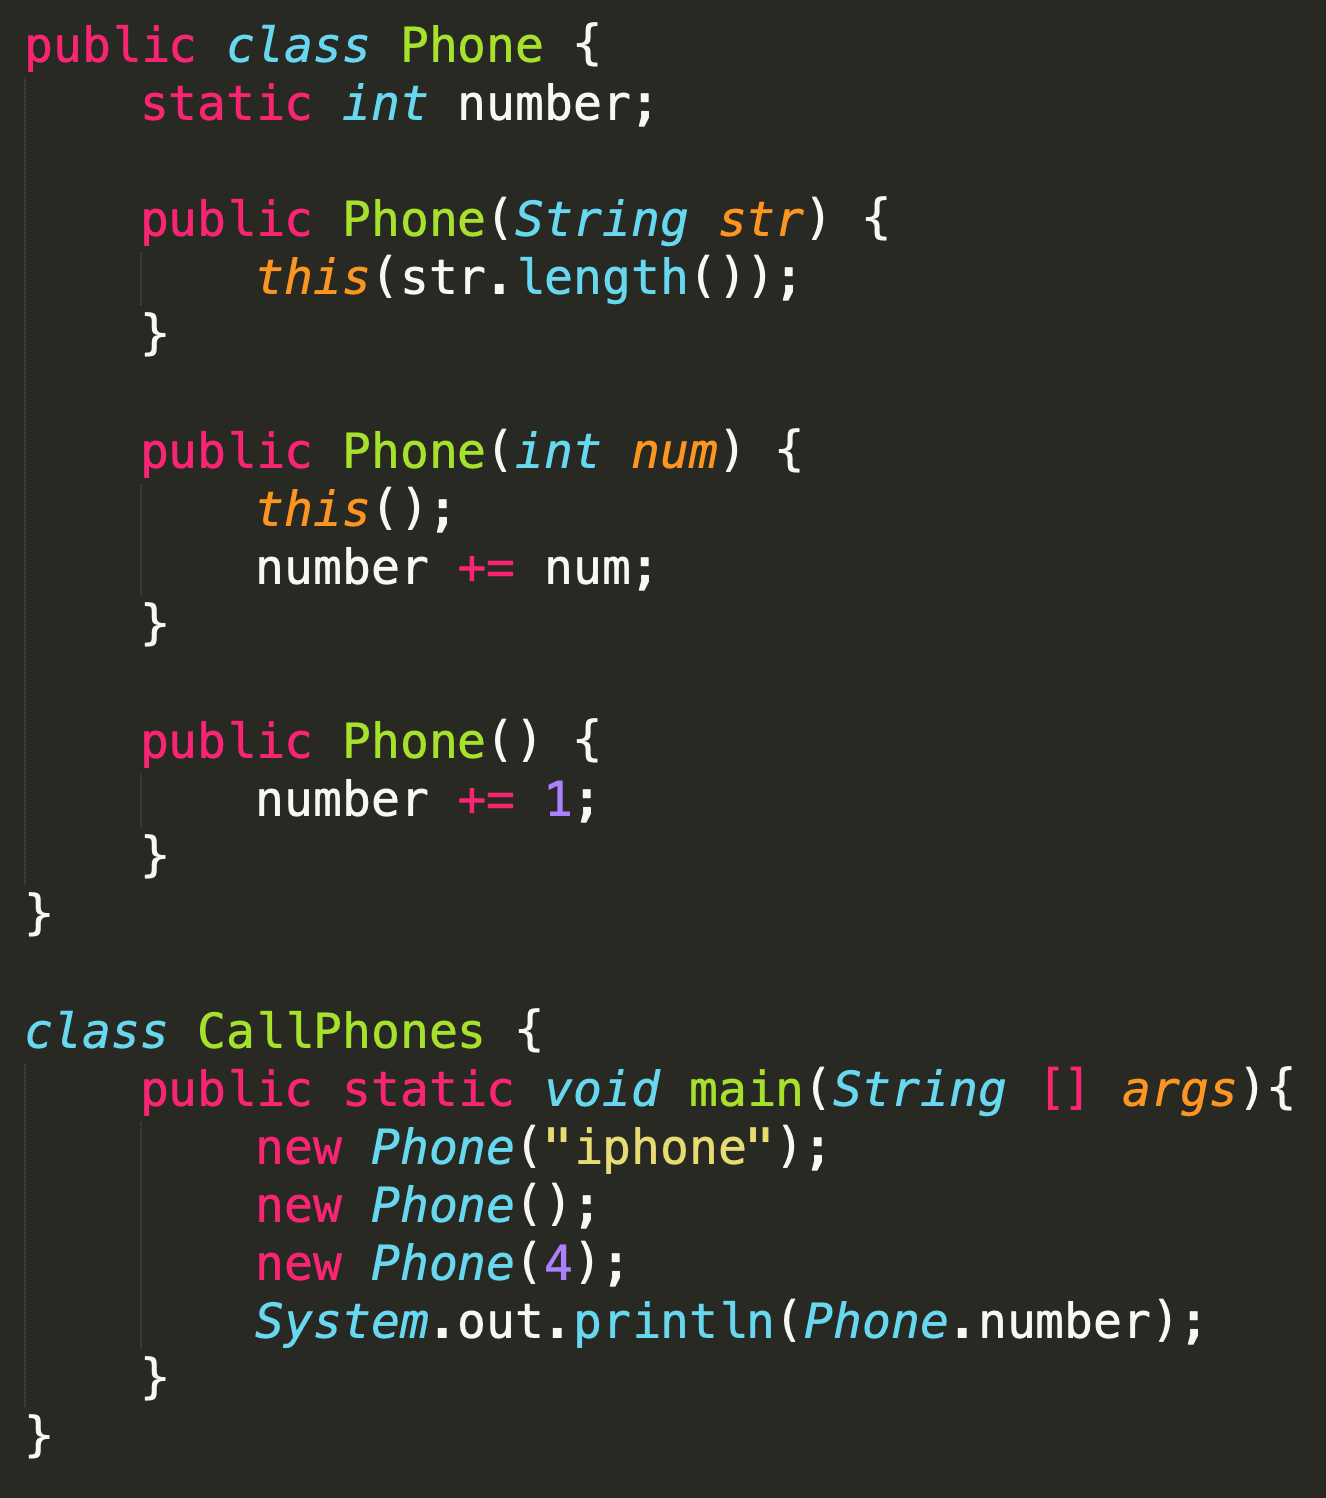 public class Phone {
    static int number;

    public Phone(String str) {
        this(str.length());
    }

    public Phone(int num) {
        this();
        number += num;
    }

    public Phone() {
        number += 1;
    }
}

class CallPhones {
    public static void main(String [] args){
        new Phone("iphone");
        new Phone();
        new Phone(4);
        System.out.println(Phone.number);
    }
}